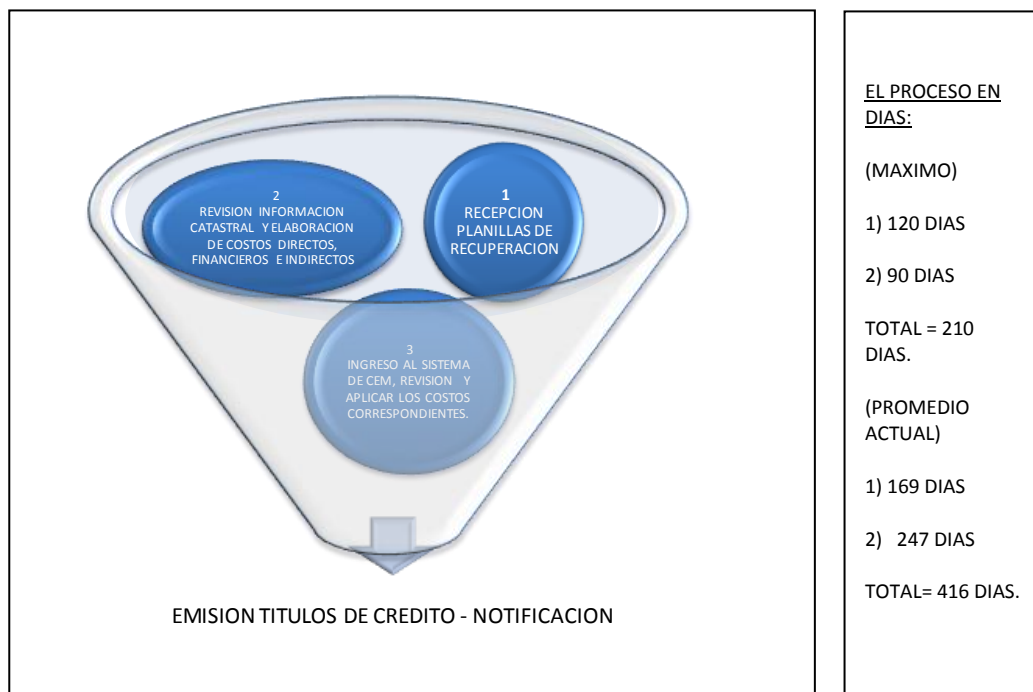 2
REVISION INFORMACION
CATASTRAL Y ELABORACION
DE COSTOS DIRECTOS,
FINANCIEROS E INDIRECTOS
1
RECEPCION
PLANILLAS DE
RECUPERACION
3
INGRESO AL SISTEMA
DE CEM, REVISION Y
APLICAR LOS COSTOS
CORRESPONDIENTES.
EMISION TITULOS DE CREDITO - NOTIFICACION
EL PROCESO EN
DIAS:
(MAXIMO)
1) 120 DIAS
2) 90 DIAS
TOTAL = 210
DIAS.
(PROMEDIO
ACTUAL)
1) 169 DIAS
2) 247 DIAS
TOTAL= 416 DIAS.